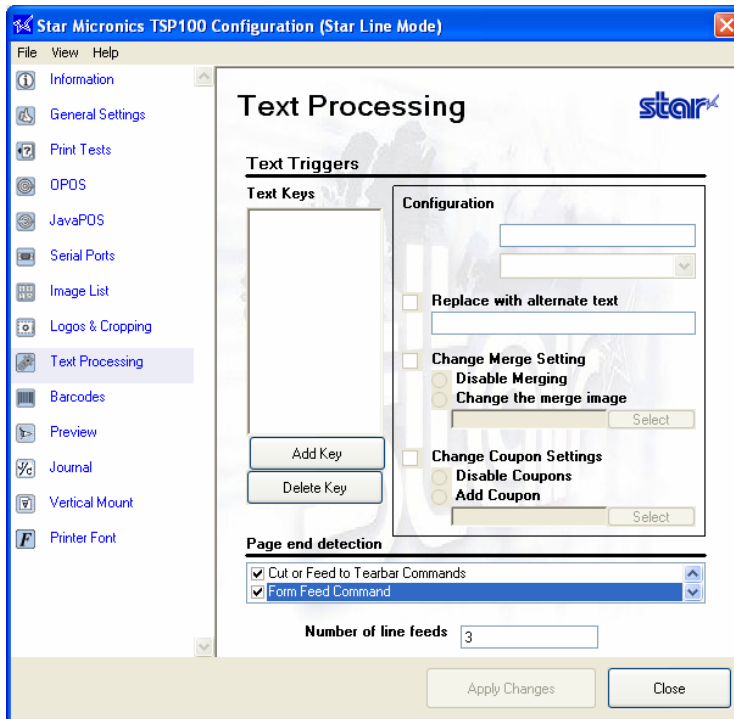 Star Micronics TSP100 Configuration (Star Line Mode)
File View Help
Information
General Settings
Print Tests
OPOS
JavaPOS
Serial Ports
Image List
Logos & Cropping
Text Processing
Barcodes
Preview
Journal
Vertical Mount
Printer Font
Text Processing
star
Text Triggers
Text Keys
Configuration
Replace with alternate text
Change Merge Setting
Disable Merging
Change the merge image
Select
Add Key
Delete Key
Change Coupon Settings
Disable Coupons
Add Coupon
Select
Page end detection
Cut or Feed to Tearbar Commands
Form Feed Command
Number of line feeds 3
Apply Changes Close